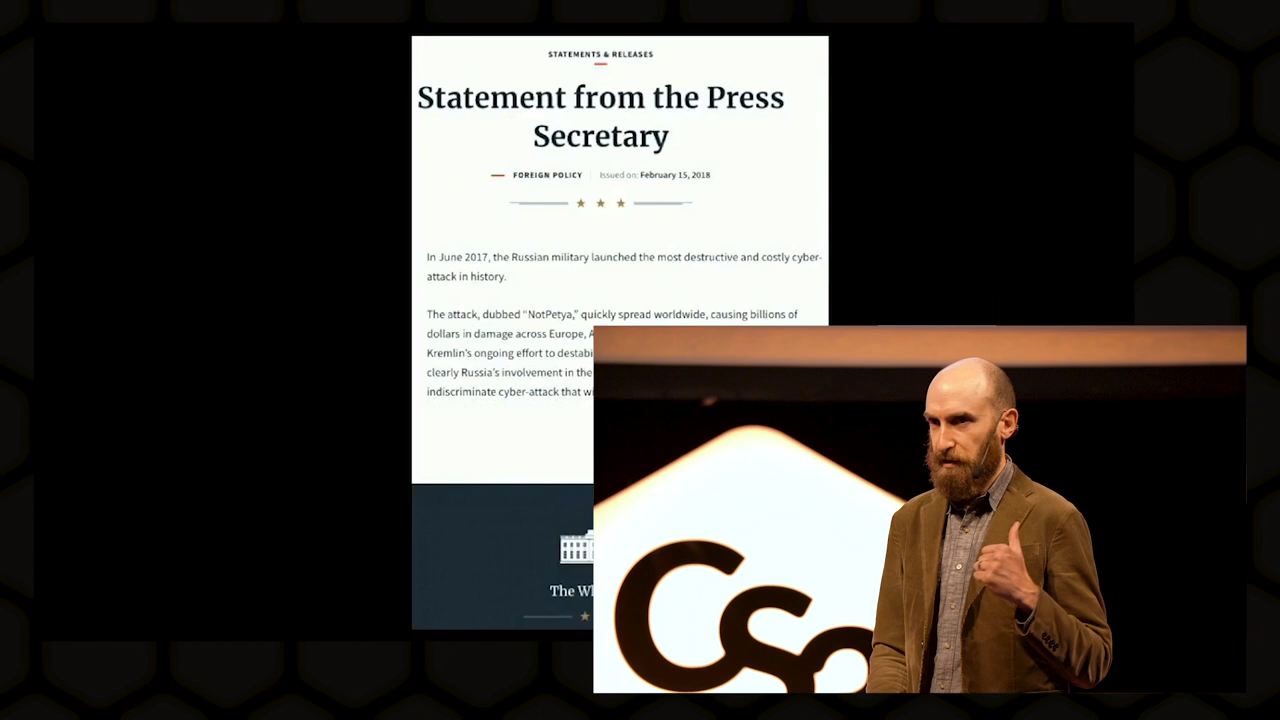 STATEMENTS & RELEASES
Statement from the Press
Secretary
FOREIGN POLICY Issued on: February 15, 2018
In June 2017, the Russian military launched the most destructive and costly cyber-
attack in history.
The attack, dubbed “NotPetya,” quickly spread worldwide, causing billions of
dollars in damage across Europe,
Kremlin’s ongoing effort to
clearly Russia’s involvement in the
indiscriminate cyber-attack that
The